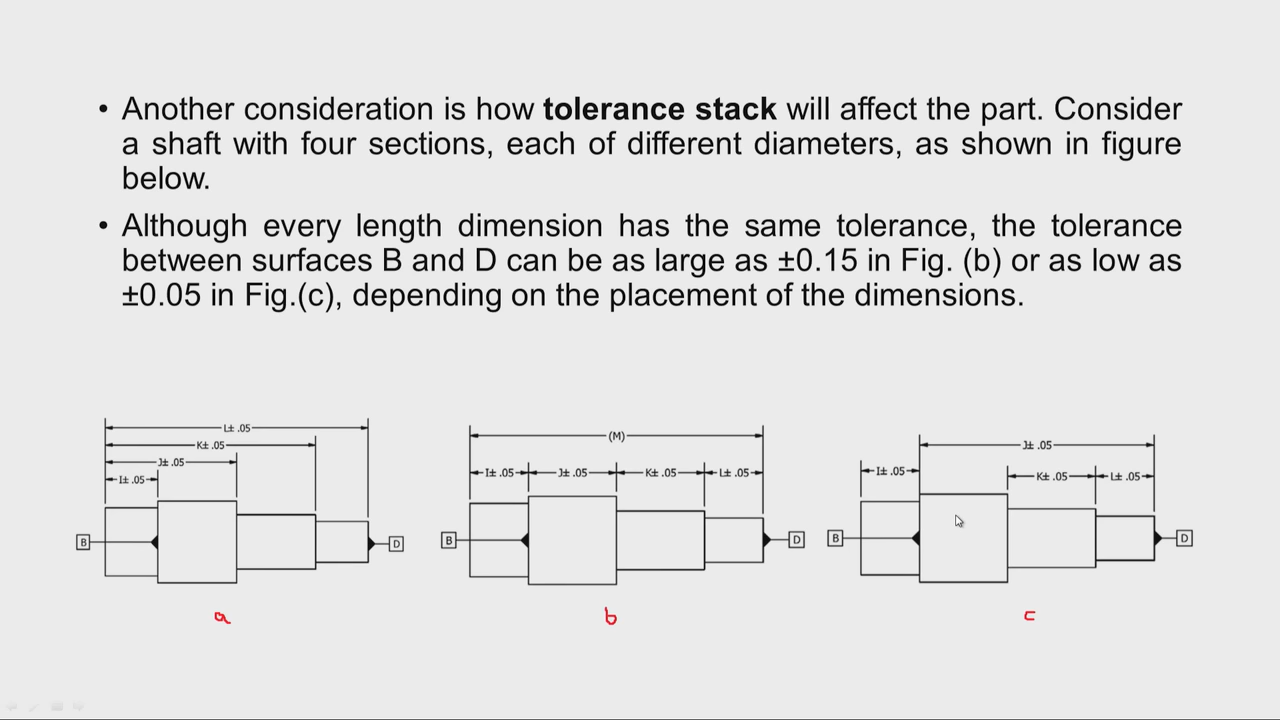 • Another consideration is how tolerance stack will affect the part. Consider
a shaft with four sections, each of different diameters, as shown in figure
below.
• Although every length dimension has the same tolerance, the tolerance
between surfaces B and D can be as large as ±0.15 in Fig. (b) or as low as
±0.05 in Fig.(c), depending on the placement of the dimensions.
L± .05
K± .05
J± .05
I± .05
B
D
a
(M)
I± .05 J± .05 K± .05 L± .05
B
D
b
J± .05
I± .05 K± .05 L± .05
B
D
c